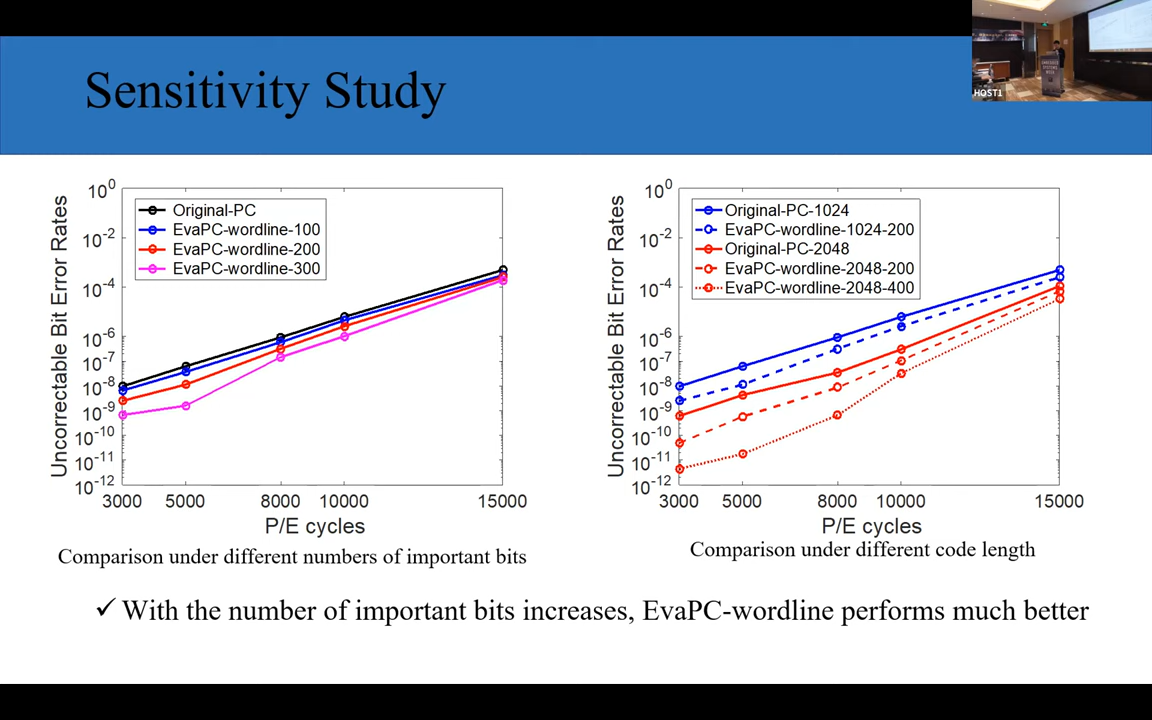 Sensitivity Study
HOST1
10^0
10^-2
10^-4
10^-6
10^-7
10^-8
10^-9
10^-10
10^-11
10^-12
Uncorrectable Bit Error Rates
Original-PC
EvaPC-wordline-100
EvaPC-wordline-200
EvaPC-wordline-300
3000 5000 8000 10000 15000
P/E cycles
Comparison under different numbers of important bits
10^0
10^-2
10^-4
10^-6
10^-7
10^-8
10^-9
10^-10
10^-11
10^-12
Uncorrectable Bit Error Rates
Original-PC-1024
EvaPC-wordline-1024-200
Original-PC-2048
EvaPC-wordline-2048-200
EvaPC-wordline-2048-400
3000 5000 8000 10000 15000
P/E cycles
Comparison under different code length
✓ With the number of important bits increases, EvaPC-wordline performs much better